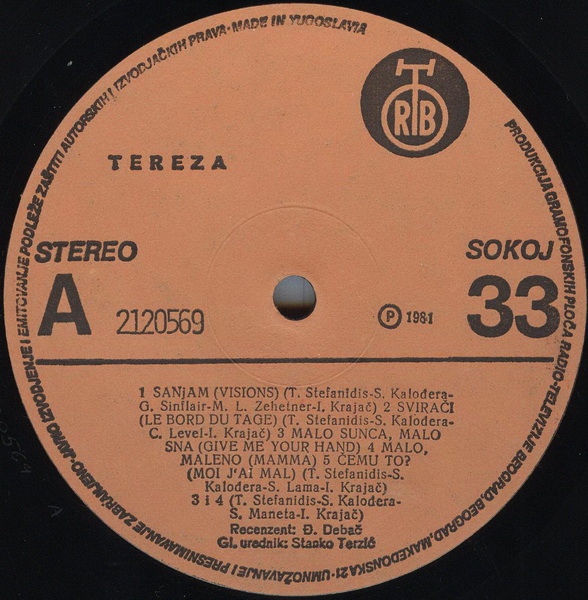 UMNOŽAVANJE I PRESNIMAVANJE ZABRANJENO·JAVNO IZVOĐENJE I EMITOVANJE PODLEŽE ZAŠTITI AUTORSKIH I IZVODJAČKIH PRAVA·MADE IN YUGOSLAVIA
PRODUKCIJA GRAMOFONSKIH PLOČA RADIO-TELEVIZIJE BEOGRAD, BEOGRAD, MAKEDONSKA 21·
RTB
TEREZA
STEREO
SOKOJ
A
2120569
℗ 1981
33
1 SANjAM (VISIONS) (T. Stefanidis-S. Kalođera-
G. Sinflair-M. L. Zehetner-I. Krajač) 2 SVIRAČI
(LE BORD DU TAGE) (T. Stefanidis-S. Kalođera-
C. Level-I. Krajač) 3 MALO SUNCA, MALO
SNA (GIVE ME YOUR HAND) 4 MALO,
MALENO (MAMMA) 5 ČEMU TO?
(MOI J'AI MAL) (T. Stefanidis-S.
Kalođera-S. Lama-I. Krajač)
3 i 4 (T. Stefanidis-S. Kalođera-
S. Maneta-I. Krajač)
Recenzent: Đ. Debač
Gl. urednik: Stanko Terzić